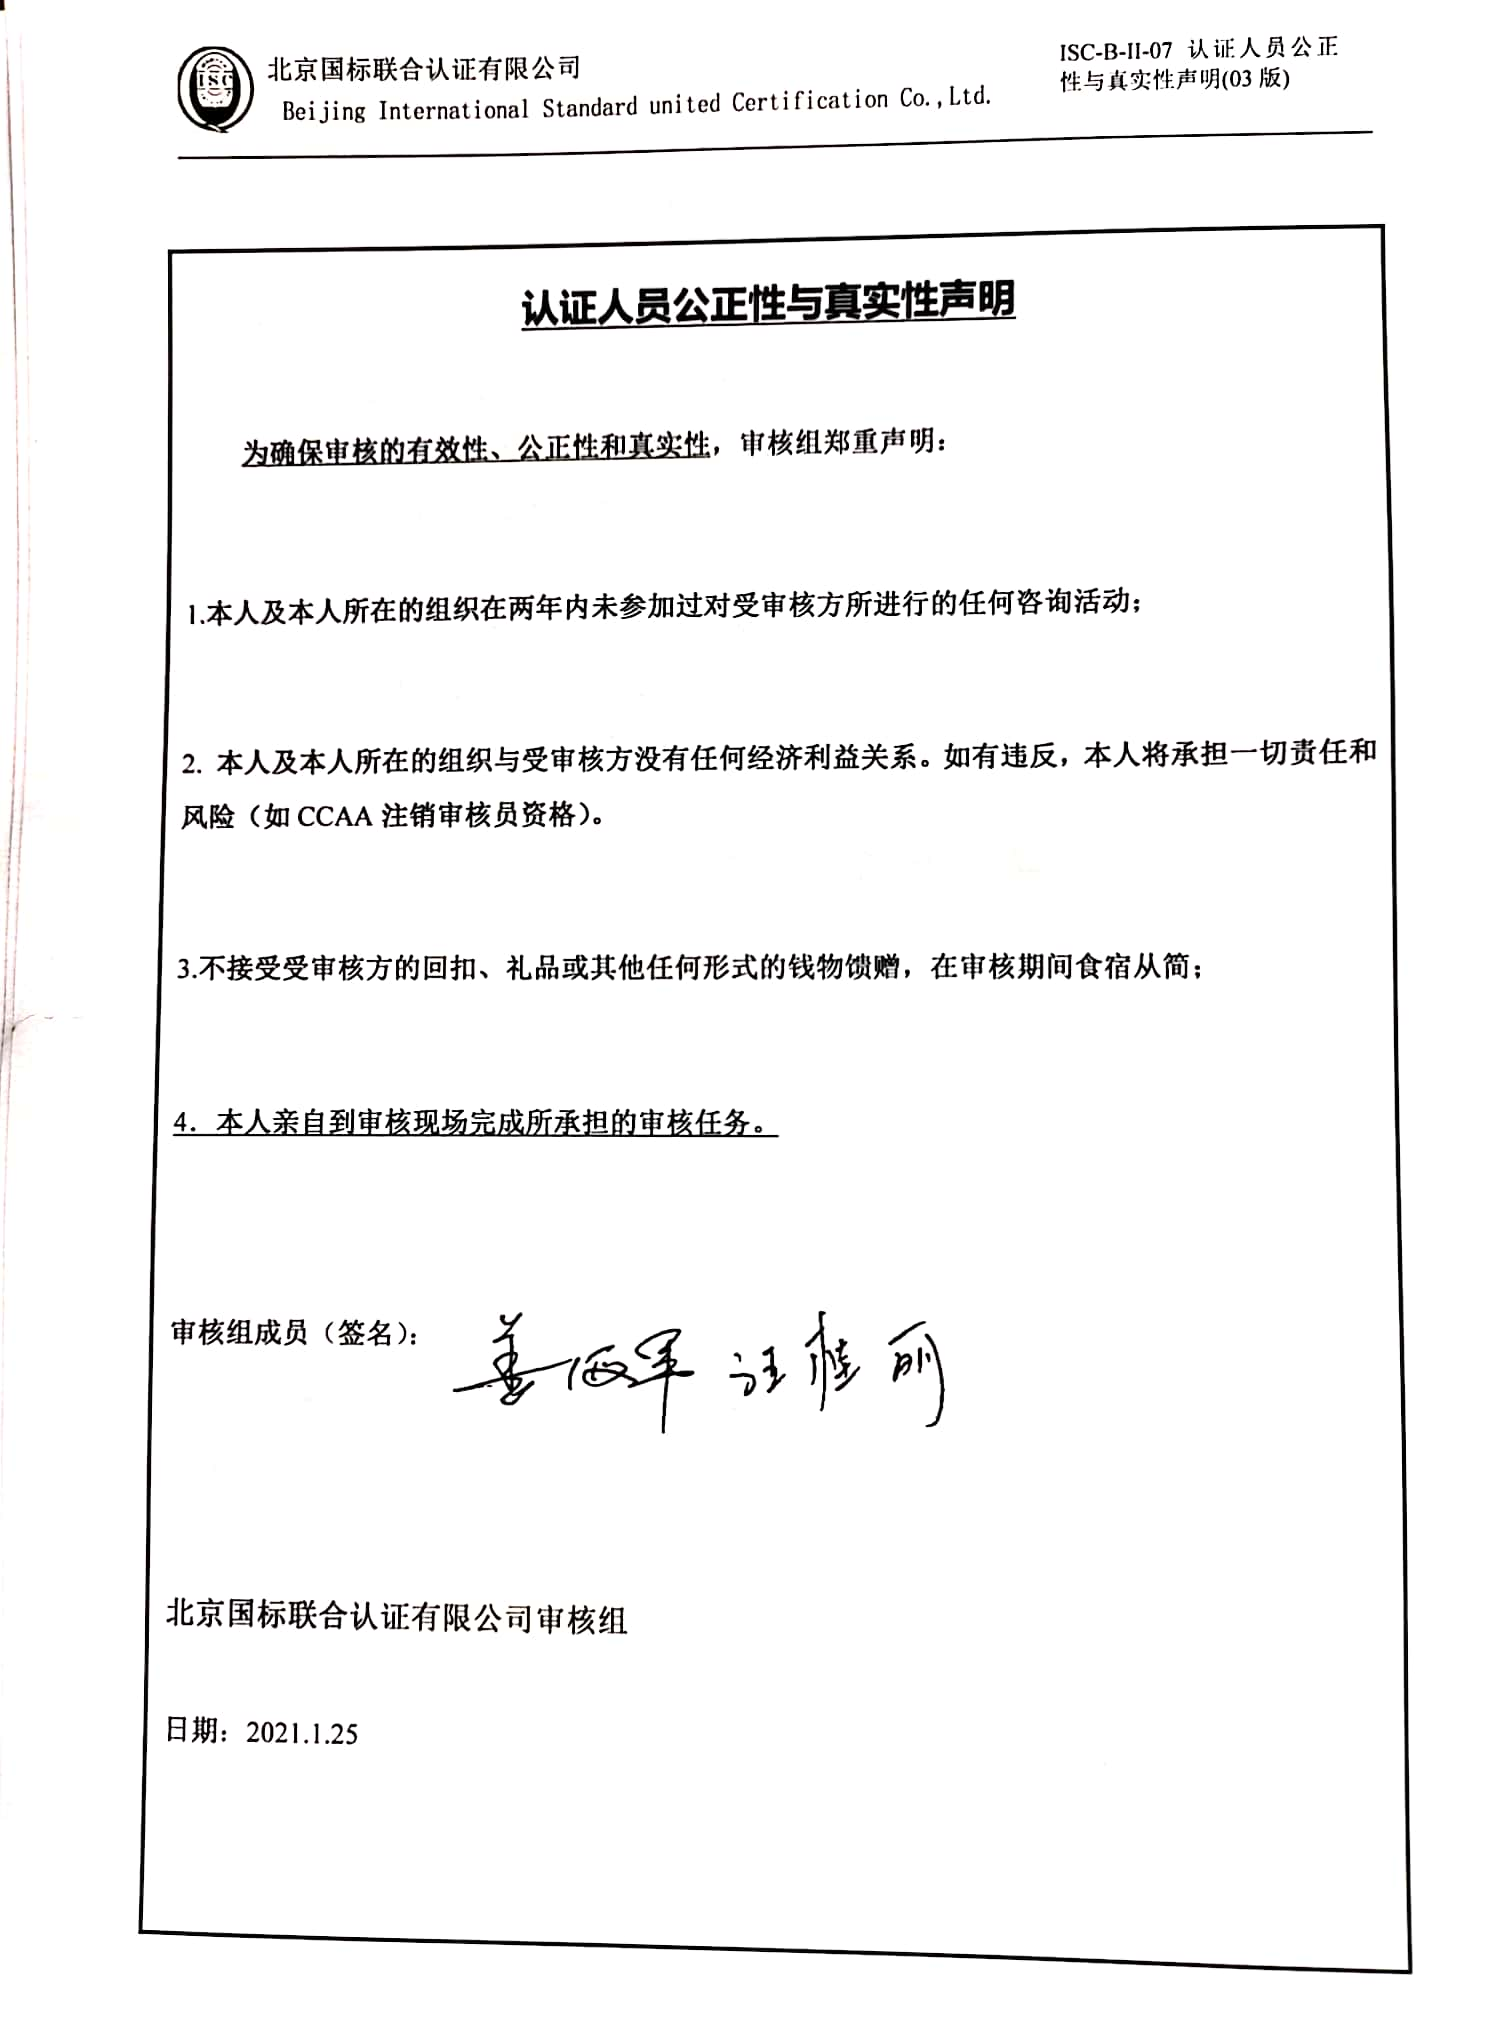 ISC
北京国标联合认证有限公司
Beijing International Standard united Certification Co.,Ltd.
ISC-B-II-07 认证人员公正
性与真实性声明(03 版)
认证人员公正性与真实性声明
为确保审核的有效性、公正性和真实性，审核组郑重声明：
1.本人及本人所在的组织在两年内未参加过对受审核方所进行的任何咨询活动；
2. 本人及本人所在的组织与受审核方没有任何经济利益关系。如有违反，本人将承担一切责任和
风险（如 CCAA 注销审核员资格）。
3.不接受受审核方的回扣、礼品或其他任何形式的钱物馈赠，在审核期间食宿从简；
4. 本人亲自到审核现场完成所承担的审核任务。
审核组成员（签名）： 姜海军 汪桂丽
北京国标联合认证有限公司审核组
日期：2021.1.25